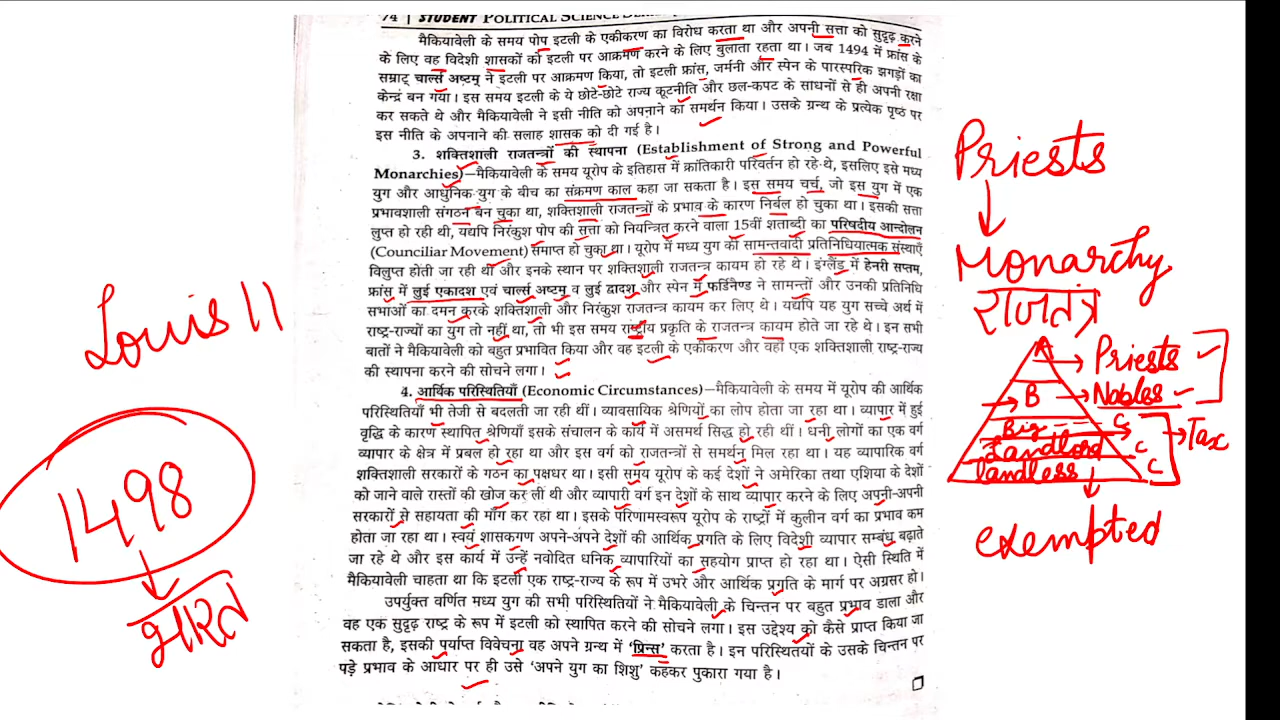 74 | STUDENT POLITICAL SCIENCE
मैकियावेली के समय पोप इटली के एकीकरण का विरोध करता था और अपनी सत्ता को सुदृढ़ करने
के लिए वह विदेशी शासकों को इटली पर आक्रमण करने के लिए बुलाता रहता था। जब 1494 में फ्रांस के
सम्राट् चार्ल्स अष्टम् ने इटली पर आक्रमण किया, तो इटली फ्रांस, जर्मनी और स्पेन के पारस्परिक झगड़ों का
केन्द्र बन गया। इस समय इटली के ये छोटे-छोटे राज्य कूटनीति और छल-कपट के साधनों से ही अपनी रक्षा
कर सकते थे और मैकियावेली ने इसी नीति को अपनाने का समर्थन किया। उसके ग्रन्थ के प्रत्येक पृष्ठ पर
इस नीति के अपनाने की सलाह शासक को दी गई है।
3. शक्तिशाली राजतन्त्रों की स्थापना (Establishment of Strong and Powerful
Monarchies)—मैकियावेली के समय यूरोप के इतिहास में क्रांतिकारी परिवर्तन हो रहे थे, इसलिए इसे मध्य
युग और आधुनिक युग के बीच का संक्रमण काल कहा जा सकता है। इस समय चर्च, जो इस युग में एक
प्रभावशाली संगठन बन चुका था, शक्तिशाली राजतन्त्रों के प्रभाव के कारण निर्बल हो चुका था। इसकी सत्ता
लुप्त हो रही थी, यद्यपि निरंकुश पोप की सत्ता को नियन्त्रित करने वाला 15वीं शताब्दी का परिषदीय आन्दोलन
(Counciliar Movement) समाप्त हो चुका था। यूरोप में मध्य युग की सामन्तवादी प्रतिनिधियात्मक संस्थाएँ
विलुप्त होती जा रही थीं और इनके स्थान पर शक्तिशाली राजतन्त्र कायम हो रहे थे। इंग्लैंड में हेनरी सप्तम,
फ्रांस में लुई एकादश एवं चार्ल्स अष्टम् व लुई द्वादश और स्पेन में फर्डिनैण्ड ने सामन्तों और उनकी प्रतिनिधि
सभाओं का दमन करके शक्तिशाली और निरंकुश राजतन्त्र कायम कर लिए थे। यद्यपि यह युग सच्चे अर्थ में
राष्ट्र-राज्यों का युग तो नहीं था, तो भी इस समय राष्ट्रीय प्रकृति के राजतन्त्र कायम होते जा रहे थे। इन सभी
बातों ने मैकियावेली को बहुत प्रभावित किया और वह इटली के एकीकरण और वहाँ एक शक्तिशाली राष्ट्र-राज्य
की स्थापना करने की सोचने लगा।
4. आर्थिक परिस्थितियाँ (Economic Circumstances)—मैकियावेली के समय में यूरोप की आर्थिक
परिस्थितियाँ भी तेजी से बदलती जा रही थीं। व्यावसायिक श्रेणियों का लोप होता जा रहा था। व्यापार में हुई
वृद्धि के कारण स्थापित श्रेणियाँ इसके संचालन के कार्य में असमर्थ सिद्ध हो रही थीं। धनी लोगों का एक वर्ग
व्यापार के क्षेत्र में प्रबल हो रहा था और इस वर्ग को राजतन्त्रों से समर्थन मिल रहा था। यह व्यापारिक वर्ग
शक्तिशाली सरकारों के गठन का पक्षधर था। इसी समय यूरोप के कई देशों ने अमेरिका तथा एशिया के देशों
को जाने वाले रास्तों की खोज कर ली थी और व्यापारी वर्ग इन देशों के साथ व्यापार करने के लिए अपनी-अपनी
सरकारों से सहायता की माँग कर रहा था। इसके परिणामस्वरूप यूरोप के राष्ट्रों में कुलीन वर्ग का प्रभाव कम
होता जा रहा था। स्वयं शासकगण अपने-अपने देशों की आर्थिक प्रगति के लिए विदेशी व्यापार सम्बंध बढ़ाते
जा रहे थे और इस कार्य में उन्हें नवोदित धनिक व्यापारियों का सहयोग प्राप्त हो रहा था। ऐसी स्थिति में
मैकियावेली चाहता था कि इटली एक राष्ट्र-राज्य के रूप में उभरे और आर्थिक प्रगति के मार्ग पर अग्रसर हो।
उपर्युक्त वर्णित मध्य युग की सभी परिस्थितियों ने मैकियावेली के चिन्तन पर बहुत प्रभाव डाला और
वह एक सुदृढ़ राष्ट्र के रूप में इटली को स्थापित करने की सोचने लगा। इस उद्देश्य को कैसे प्राप्त किया जा
सकता है, इसकी पर्याप्त विवेचना वह अपने ग्रन्थ में 'प्रिन्स' करता है। इन परिस्थितियों के उसके चिन्तन पर
पड़े प्रभाव के आधार पर ही उसे 'अपने युग का शिशु' कहकर पुकारा गया है।
Louis 11
1498
भारत
Priests
Monarchy
राजतंत्र
A Priests
B Nobles
Big C
Landlord C
landless C
Tax
exempted